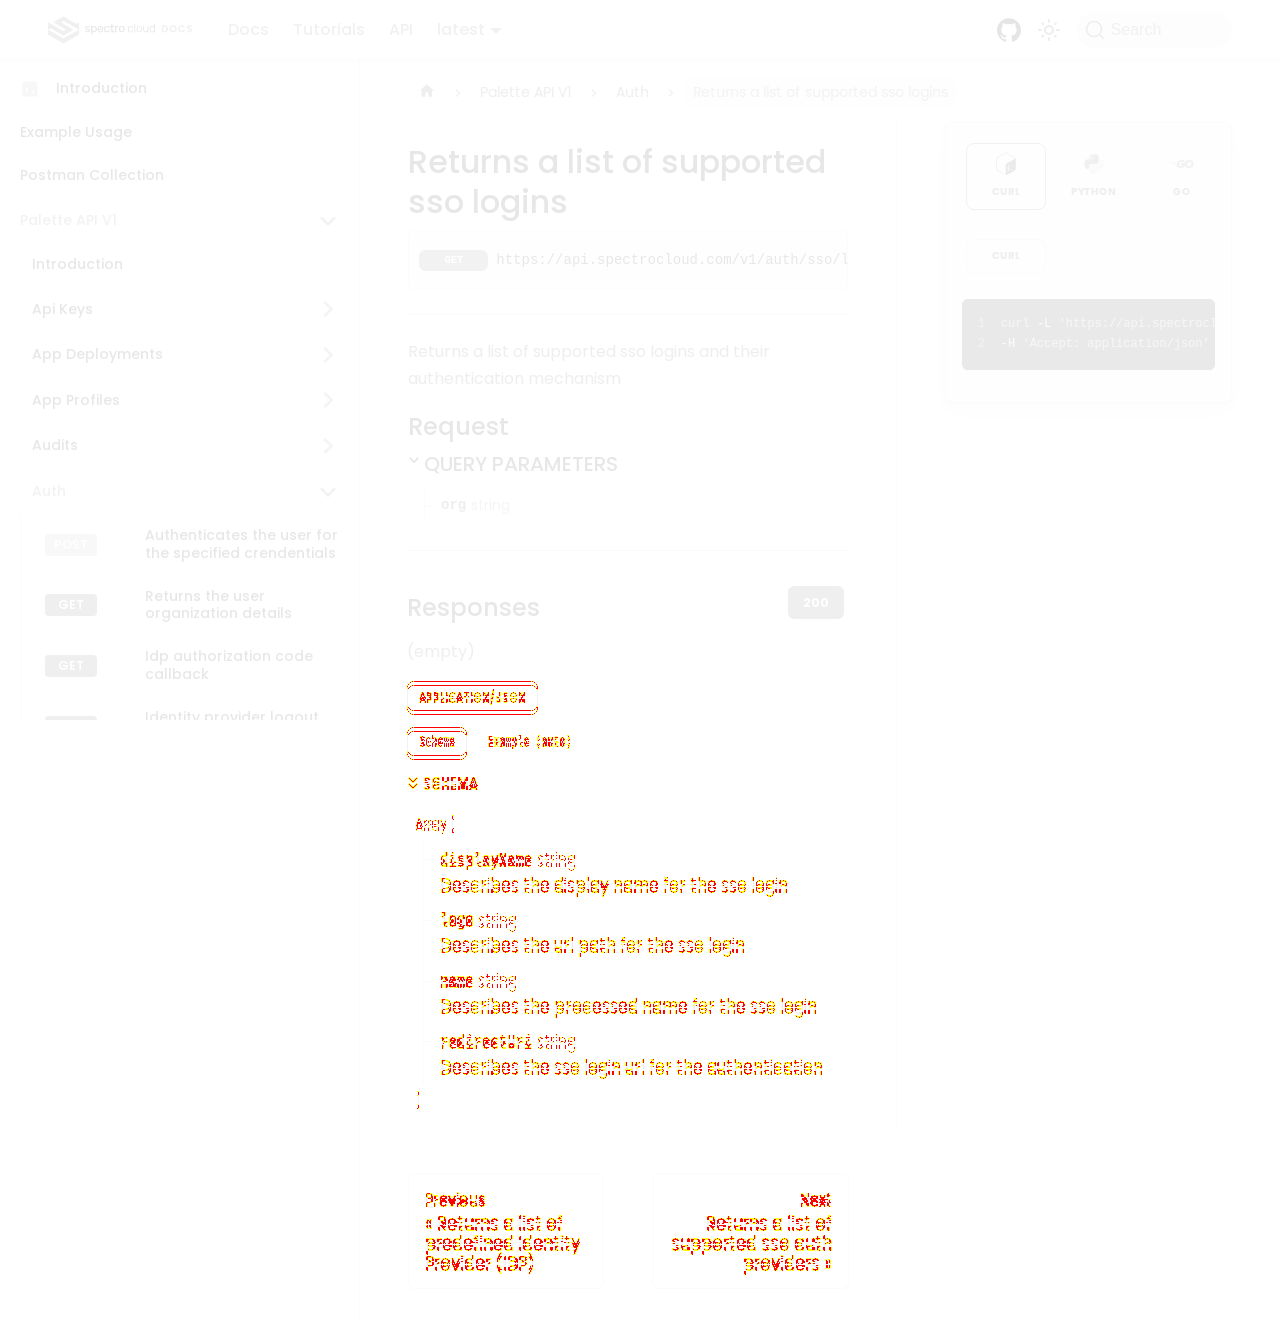 spectro cloud DOCS
Docs Tutorials API latest
Search
Introduction
Example Usage
Postman Collection
Palette API V1
Introduction
Api Keys
App Deployments
App Profiles
Audits
Auth
POST Authenticates the user for
the specified crendentials
GET Returns the user
organization details
GET Idp authorization code
callback
Identity provider logout
Palette API V1 > Auth > Returns a list of supported sso logins
Returns a list of supported
sso logins
GET https://api.spectrocloud.com/v1/auth/sso/l
Returns a list of supported sso logins and their
authentication mechanism
Request
QUERY PARAMETERS
org string
Responses
200
(empty)
APPLICATION/JSON
Schema Example (auto)
SCHEMA
Array [
displayName string
Describes the display name for the sso login
logo string
Describes the url path for the sso login
name string
Describes the processed name for the sso login
redirectUri string
Describes the sso login url for the authentication
]
Previous
« Returns a list of
predefined Identity
Provider (IDP)
Next
Returns a list of
supported sso auth
providers »
CURL PYTHON GO
CURL
1 curl -L 'https://api.spectrocl
2 -H 'Accept: application/json'